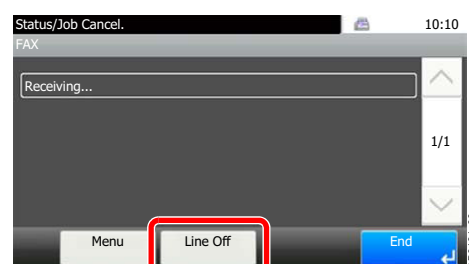 Status/Job Cancel. 10:10
FAX
Receiving...
1/1
Menu Line Off End